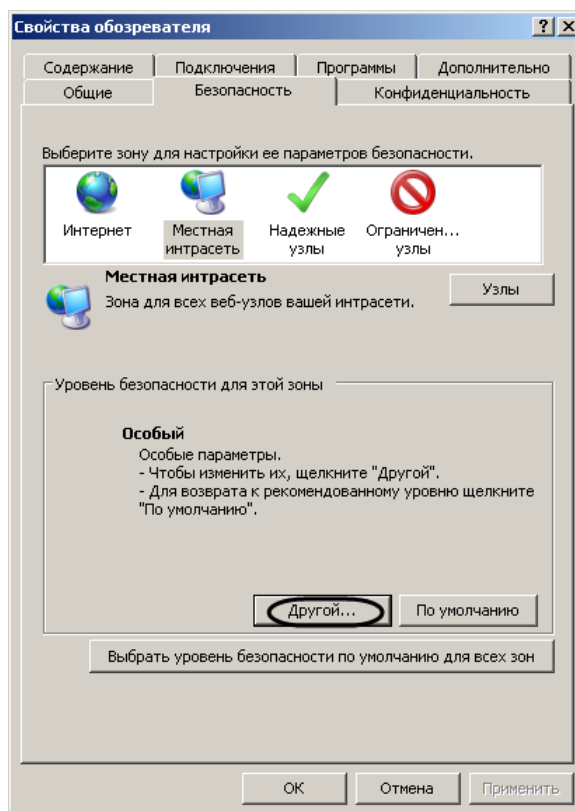 Свойства обозревателя
Содержание Подключения Программы Дополнительно
Общие Безопасность Конфиденциальность
Выберите зону для настройки ее параметров безопасности.
Интернет Местная интрасеть Надежные узлы Ограничен... узлы
Местная интрасеть
Зона для всех веб-узлов вашей интрасети.
Узлы
Уровень безопасности для этой зоны
Особый
Особые параметры.
- Чтобы изменить их, щелкните "Другой".
- Для возврата к рекомендованному уровню щелкните
"По умолчанию".
Другой... По умолчанию
Выбрать уровень безопасности по умолчанию для всех зон
ОК Отмена Применить